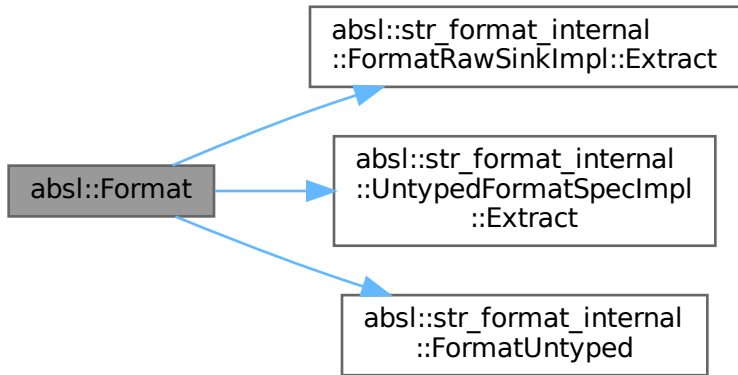 absl::str_format_internal
::FormatRawSinkImpl::Extract
absl::Format
absl::str_format_internal
::UntypedFormatSpecImpl
::Extract
absl::str_format_internal
::FormatUntyped